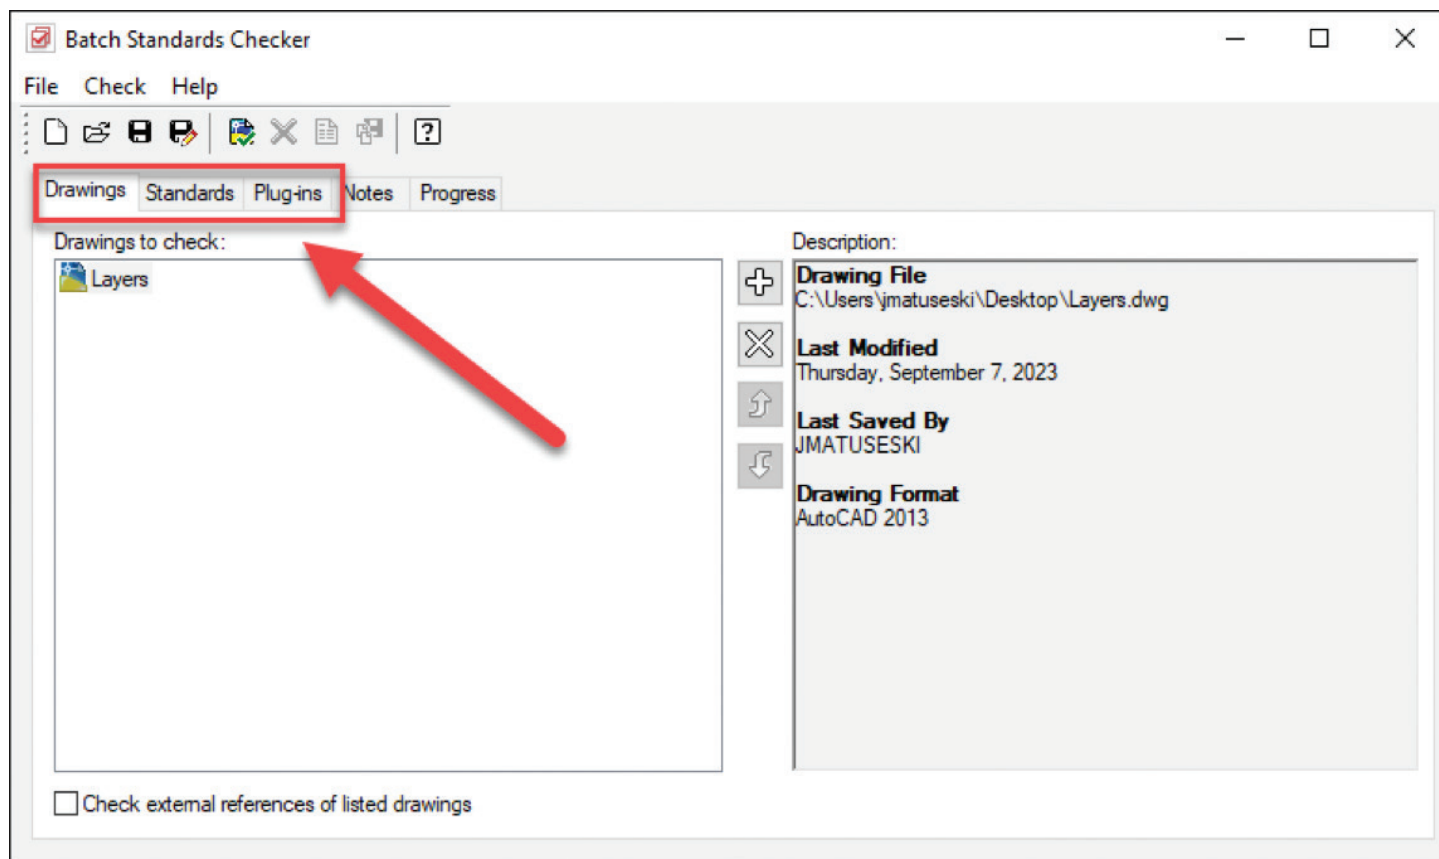 Batch Standards Checker
File Check Help
Drawings Standards Plug-ins Notes Progress
Drawings to check:
Layers
Description:
Drawing File
C:\Users\jmatuseski\Desktop\Layers.dwg
Last Modified
Thursday, September 7, 2023
Last Saved By
JMATUSESKI
Drawing Format
AutoCAD 2013
Check external references of listed drawings